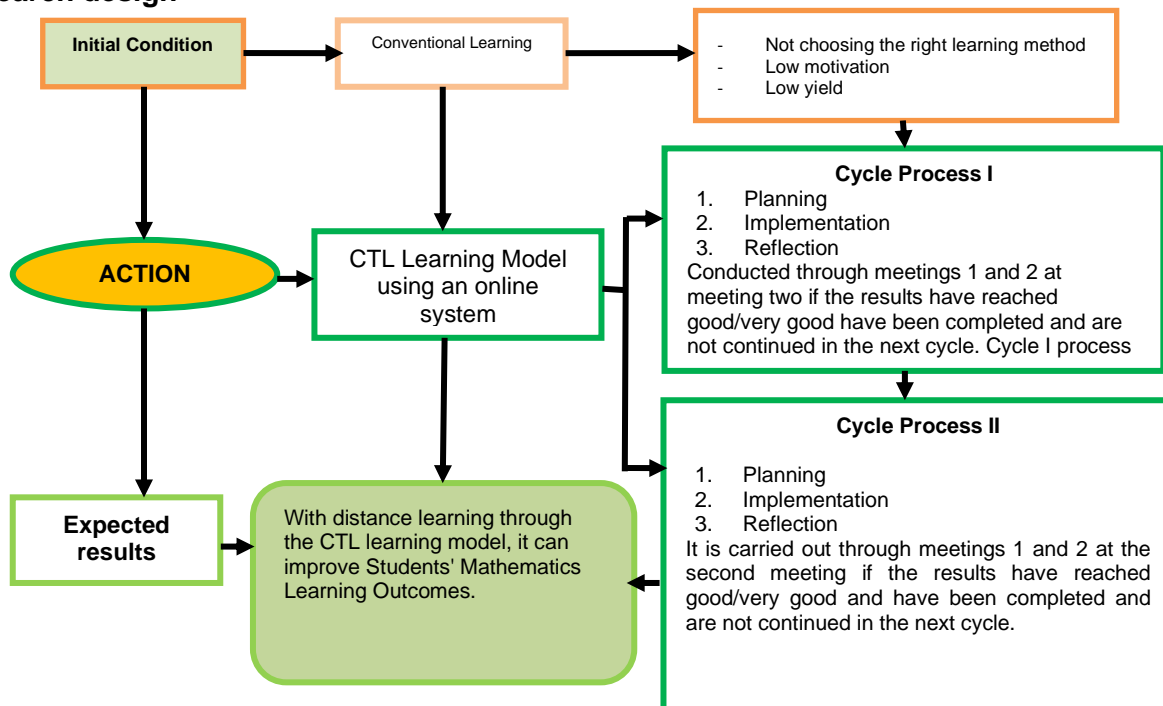 Initial Condition
Conventional Learning
- Not choosing the right learning method
- Low motivation
- Low yield
Cycle Process I
1. Planning
2. Implementation
3. Reflection
Conducted through meetings 1 and 2 at
meeting two if the results have reached
good/very good have been completed and are
not continued in the next cycle. Cycle I process
ACTION
CTL Learning Model
using an online
system
Cycle Process II
1. Planning
2. Implementation
3. Reflection
It is carried out through meetings 1 and 2 at the
second meeting if the results have reached
good/very good and have been completed and
are not continued in the next cycle.
Expected
results
With distance learning through
the CTL learning model, it can
improve Students' Mathematics
Learning Outcomes.